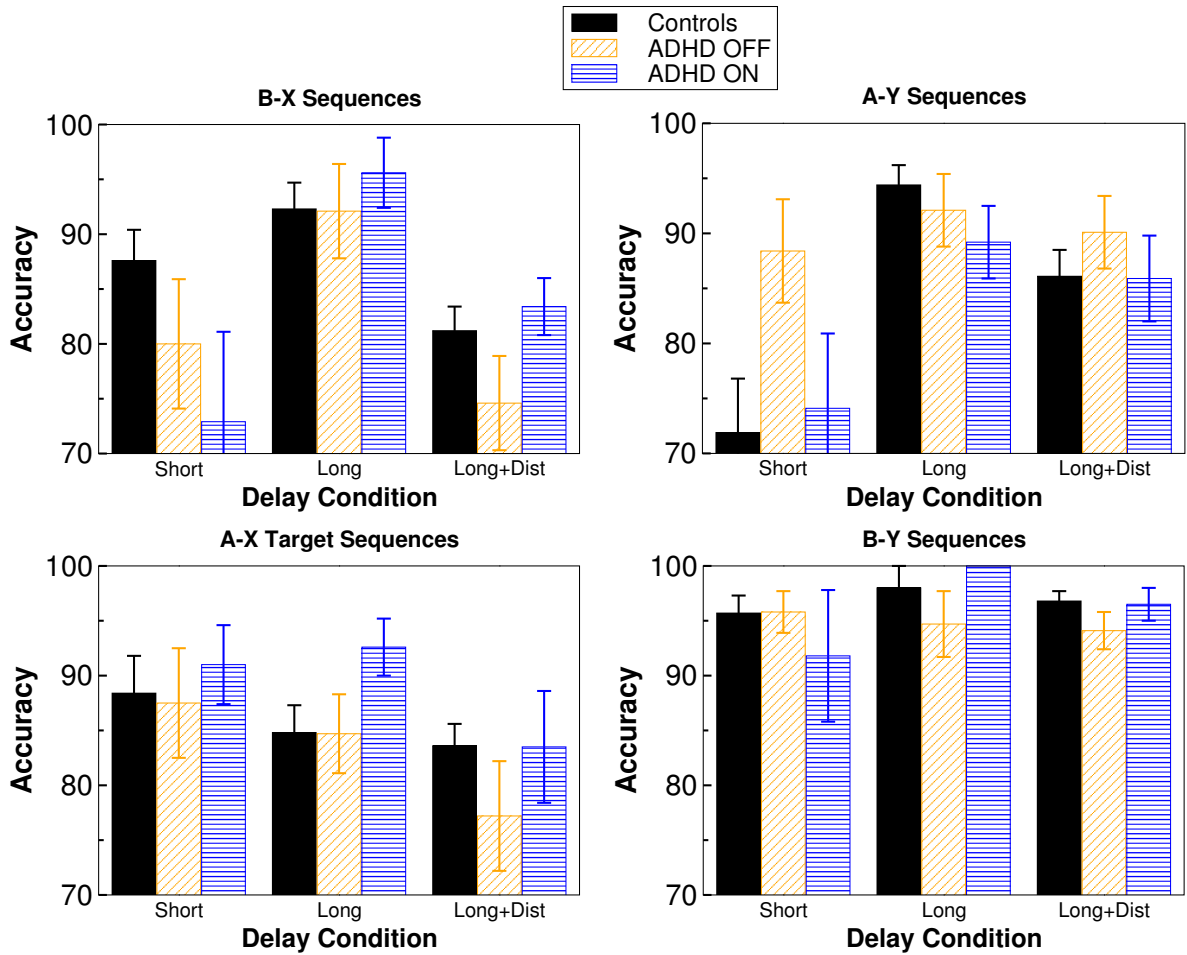 Controls
ADHD OFF
ADHD ON
B-X Sequences
100
90
80
70
Accuracy
Short Long Long+Dist
Delay Condition
A-Y Sequences
100
90
80
70
Accuracy
Short Long Long+Dist
Delay Condition
A-X Target Sequences
100
90
80
70
Accuracy
Short Long Long+Dist
Delay Condition
B-Y Sequences
100
90
80
70
Accuracy
Short Long Long+Dist
Delay Condition